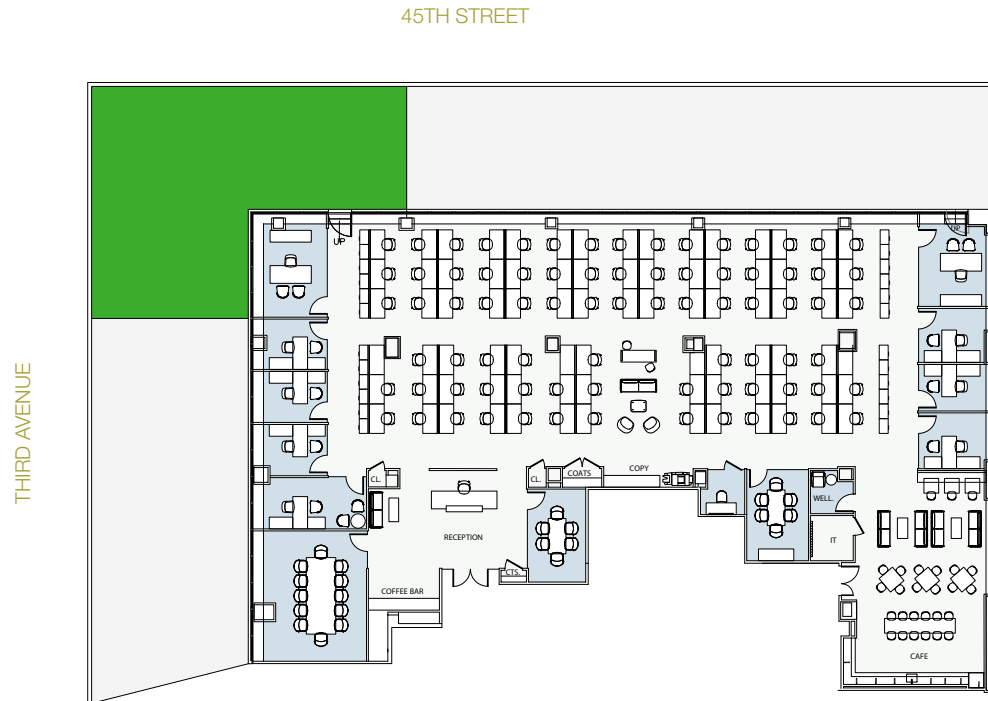 45TH STREET
THIRD AVENUE
UP
UP
CL.
CL.
COATS
COPY
WELL.
RECEPTION
IT
CTS.
COFFEE BAR
CAFE